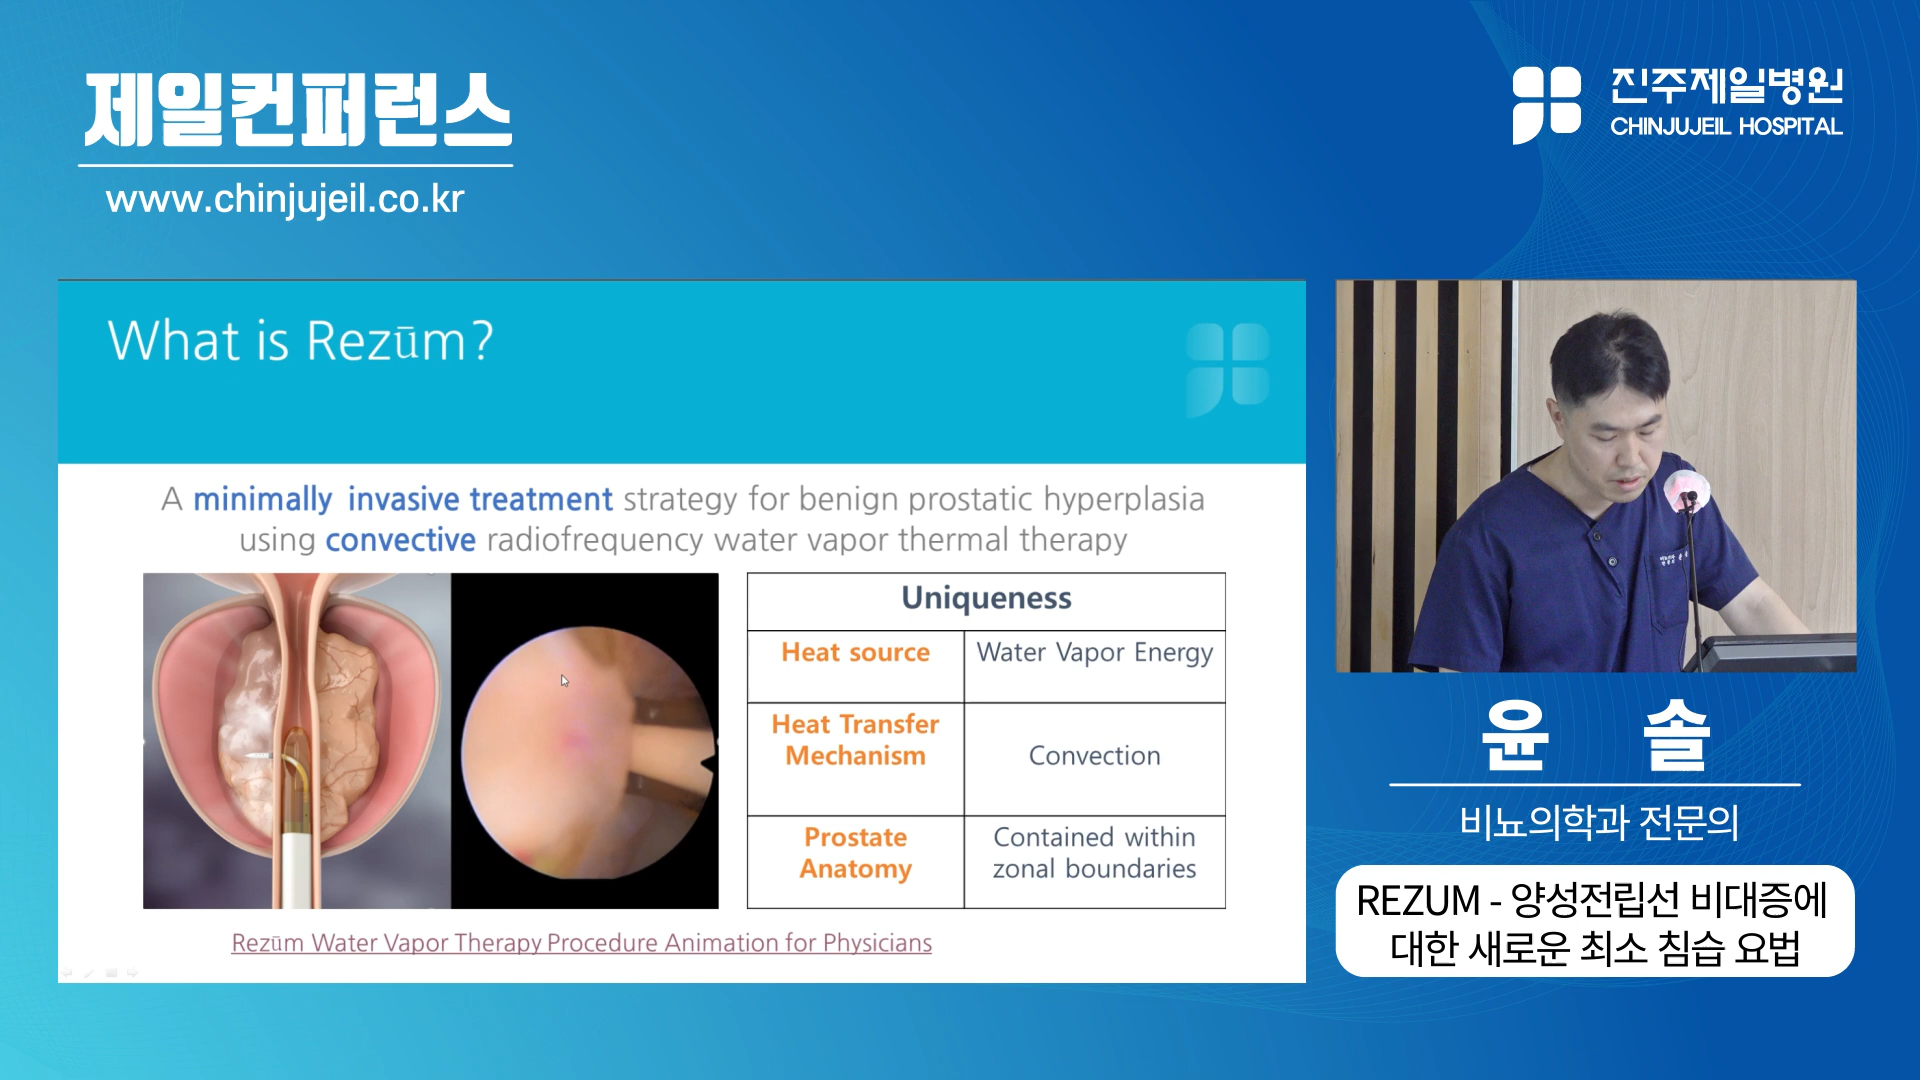 제일컨퍼런스
www.chinjujeil.co.kr
진주제일병원
CHINJUJEIL HOSPITAL
What is Rezūm?
A minimally invasive treatment strategy for benign prostatic hyperplasia
using convective radiofrequency water vapor thermal therapy
Uniqueness
Heat source
Water Vapor Energy
Heat Transfer
Mechanism
Convection
Prostate
Anatomy
Contained within
zonal boundaries
Rezūm Water Vapor Therapy Procedure Animation for Physicians
윤 솔
비뇨의학과 전문의
REZUM - 양성전립선 비대증에
대한 새로운 최소 침습 요법